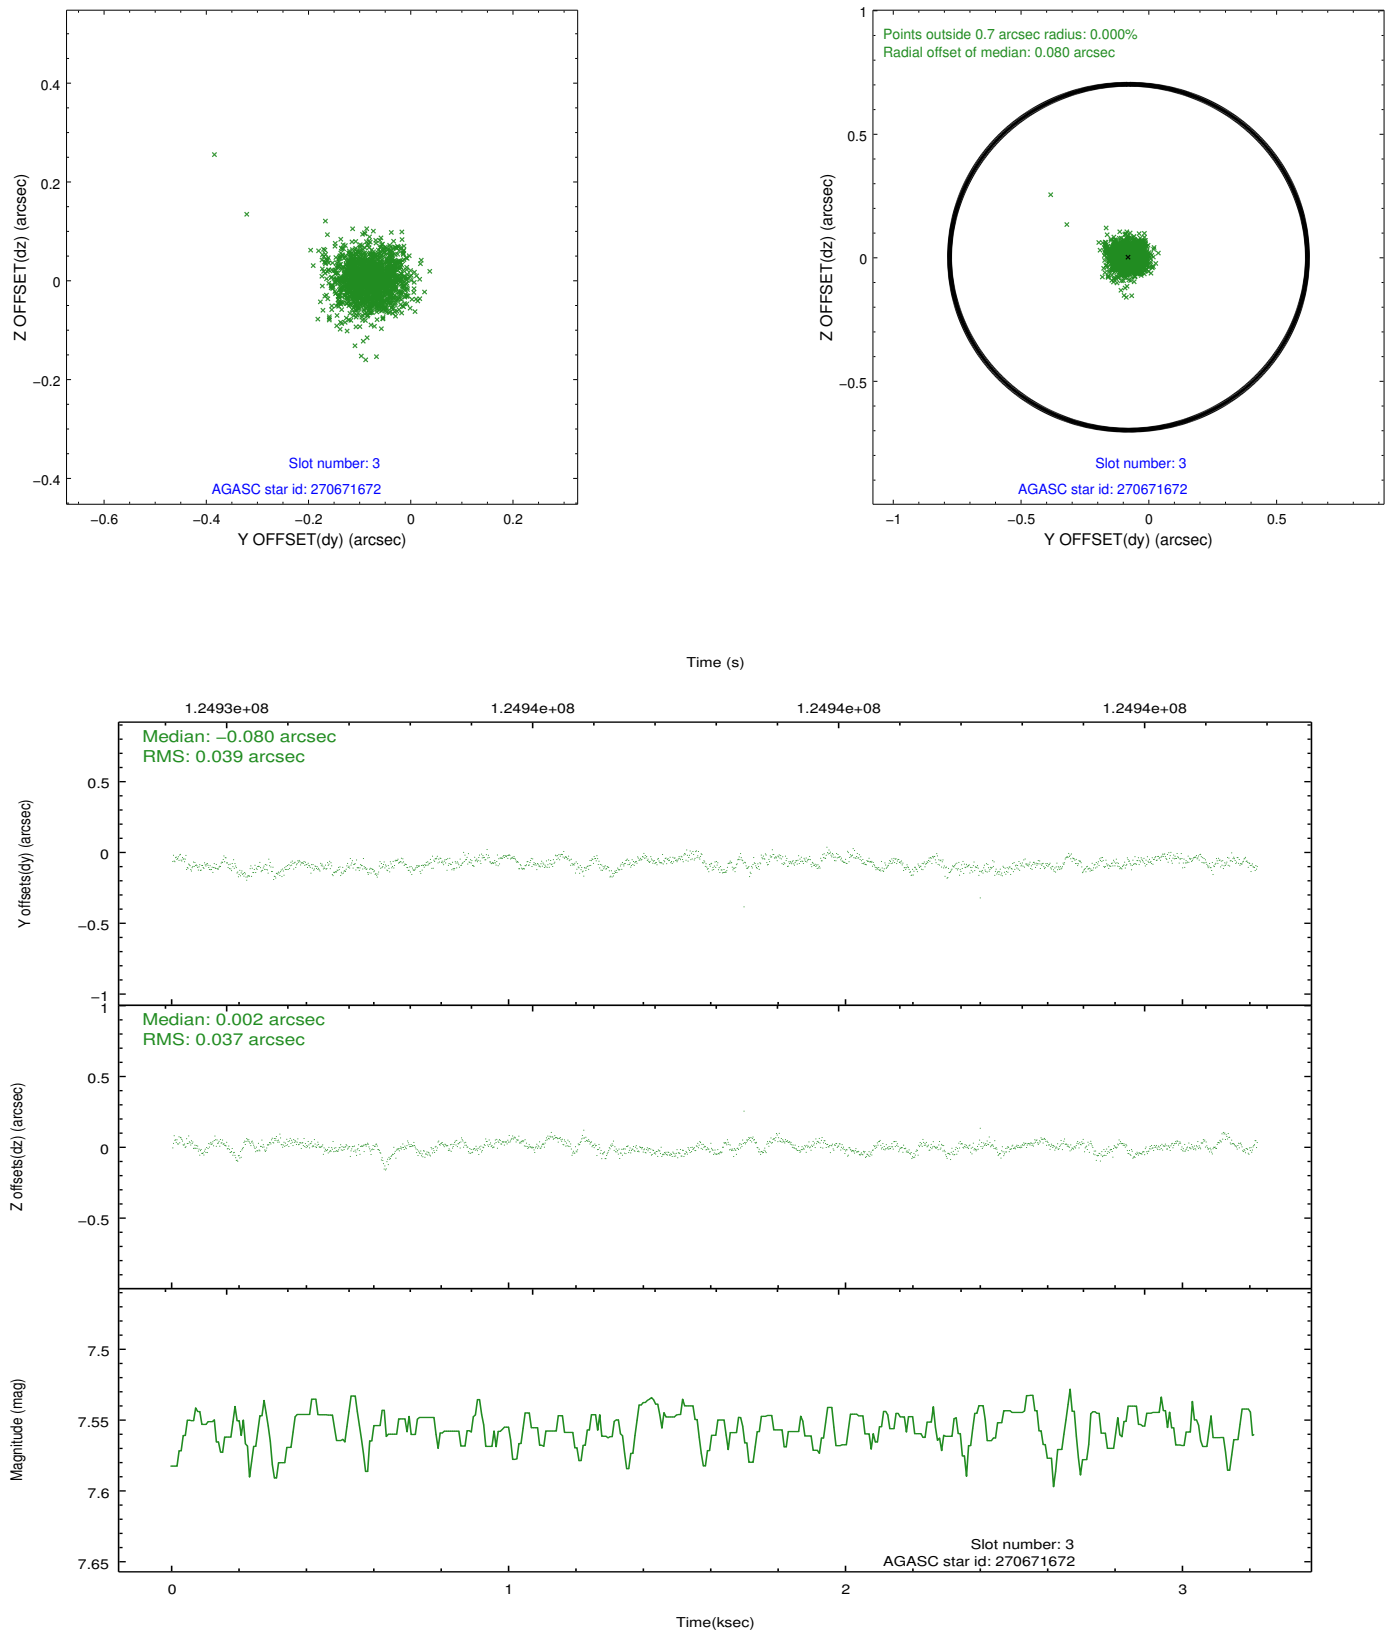 0.4
0.2
0
−0.2
−0.4
Z OFFSET(dz) (arcsec)
Slot number: 3
AGASC star id: 270671672
−0.6 −0.4 −0.2 0 0.2
Y OFFSET(dy) (arcsec)
Points outside 0.7 arcsec radius: 0.000%
Radial offset of median: 0.080 arcsec
1
0.5
0
−0.5
Z OFFSET(dz) (arcsec)
Slot number: 3
AGASC star id: 270671672
−1 −0.5 0 0.5
Y OFFSET(dy) (arcsec)
Time (s)
1.2493e+08 1.2494e+08 1.2494e+08 1.2494e+08
Median: −0.080 arcsec
RMS: 0.039 arcsec
0.5
0
−0.5
−1
Y offsets(dy) (arcsec)
Median: 0.002 arcsec
RMS: 0.037 arcsec
1
0.5
0
−0.5
Z offsets(dz) (arcsec)
7.5
7.55
7.6
7.65
Magnitude (mag)
Slot number: 3
AGASC star id: 270671672
0 1 2 3
Time(ksec)